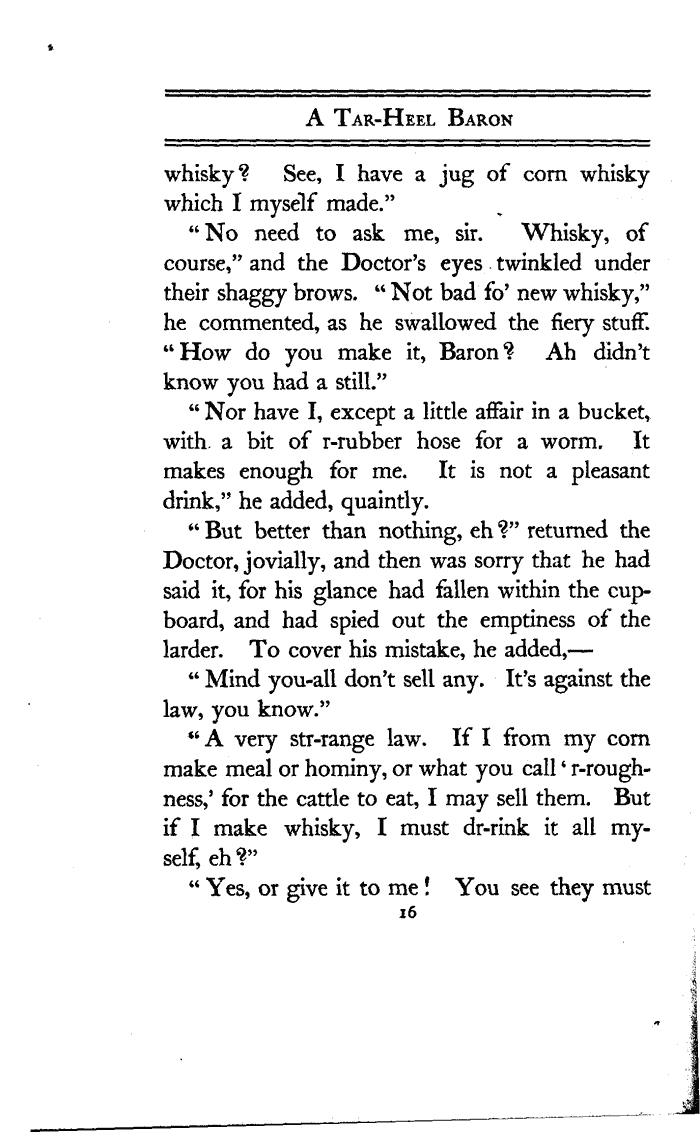 A Tar-Heel Baron
whisky? See, I have a jug of corn whisky
which I myself made.”
“No need to ask me, sir. Whisky, of
course,” and the Doctor’s eyes twinkled under
their shaggy brows. “Not bad fo’ new whisky,”
he commented, as he swallowed the fiery stuff.
“How do you make it, Baron? Ah didn’t
know you had a still.”
“Nor have I, except a little affair in a bucket,
with a bit of r-rubber hose for a worm. It
makes enough for me. It is not a pleasant
drink,” he added, quaintly.
“But better than nothing, eh?” returned the
Doctor, jovially, and then was sorry that he had
said it, for his glance had fallen within the cup-
board, and had spied out the emptiness of the
larder. To cover his mistake, he added,—
“Mind you-all don’t sell any. It’s against the
law, you know.”
“A very str-range law. If I from my corn
make meal or hominy, or what you call ‘r-rough-
ness,’ for the cattle to eat, I may sell them. But
if I make whisky, I must dr-rink it all my-
self, eh?”
“Yes, or give it to me! You see they must
16